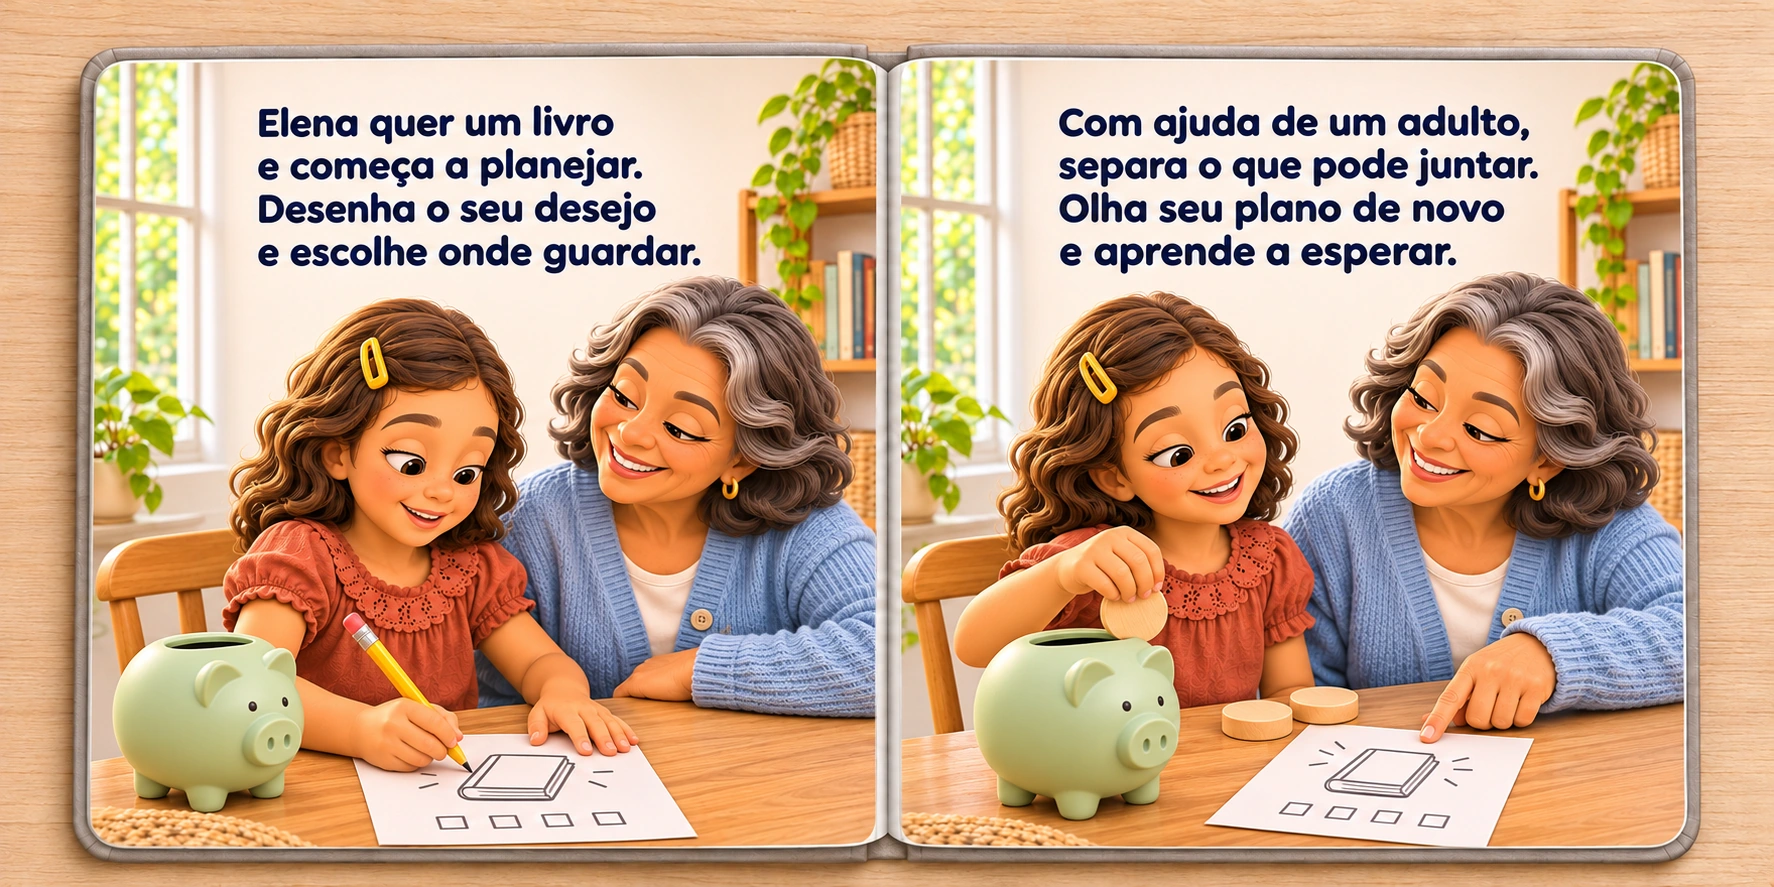 Elena quer um livro
e começa a planejar.
Desenha o seu desejo
e escolhe onde guardar.
Com ajuda de um adulto,
separa o que pode juntar.
Olha seu plano de novo
e aprende a esperar.